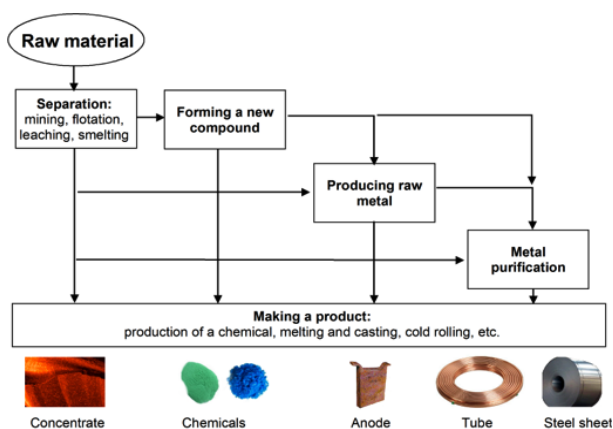 Raw material
Separation:
mining, flotation,
leaching, smelting
Forming a new
compound
Producing raw
metal
Metal
purification
Making a product:
production of a chemical, melting and casting, cold rolling, etc.
Concentrate
Chemicals
Anode
Tube
Steel sheet